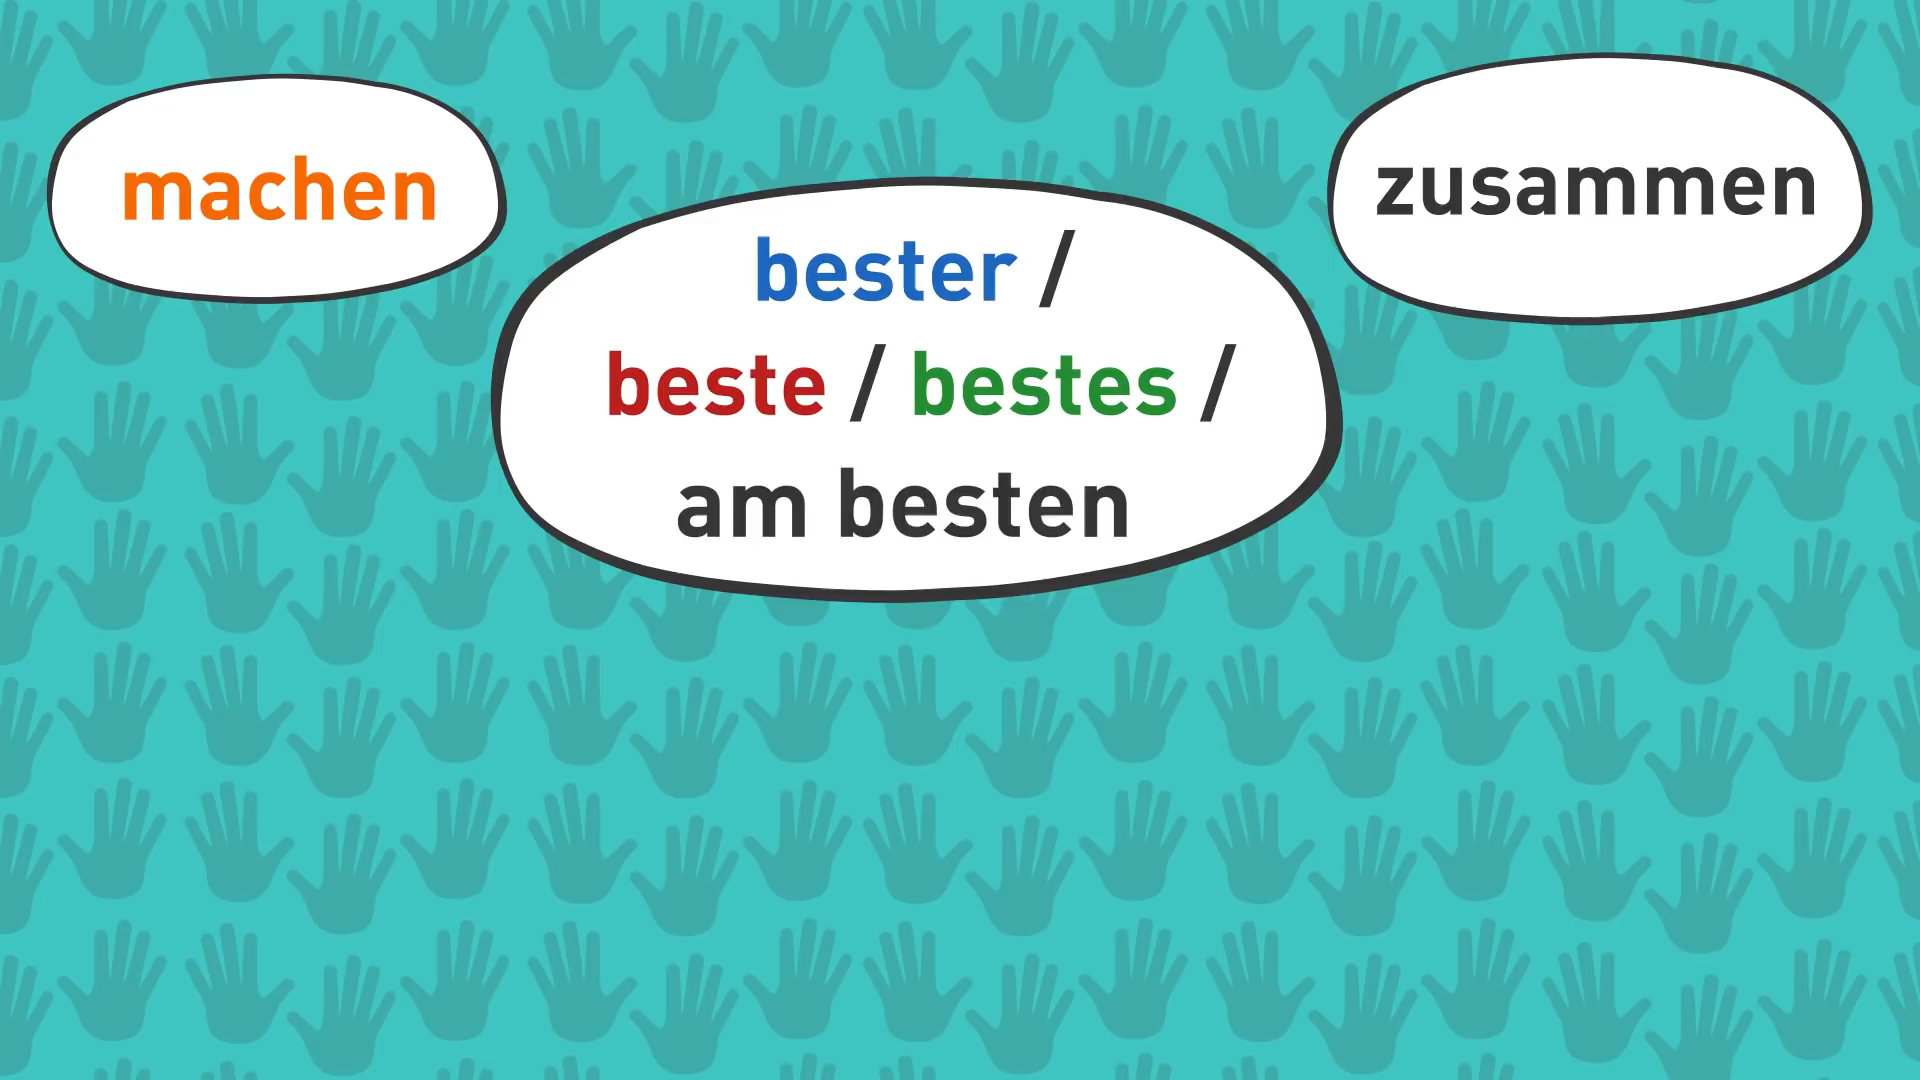 machen
bester /
beste / bestes /
am besten
zusammen